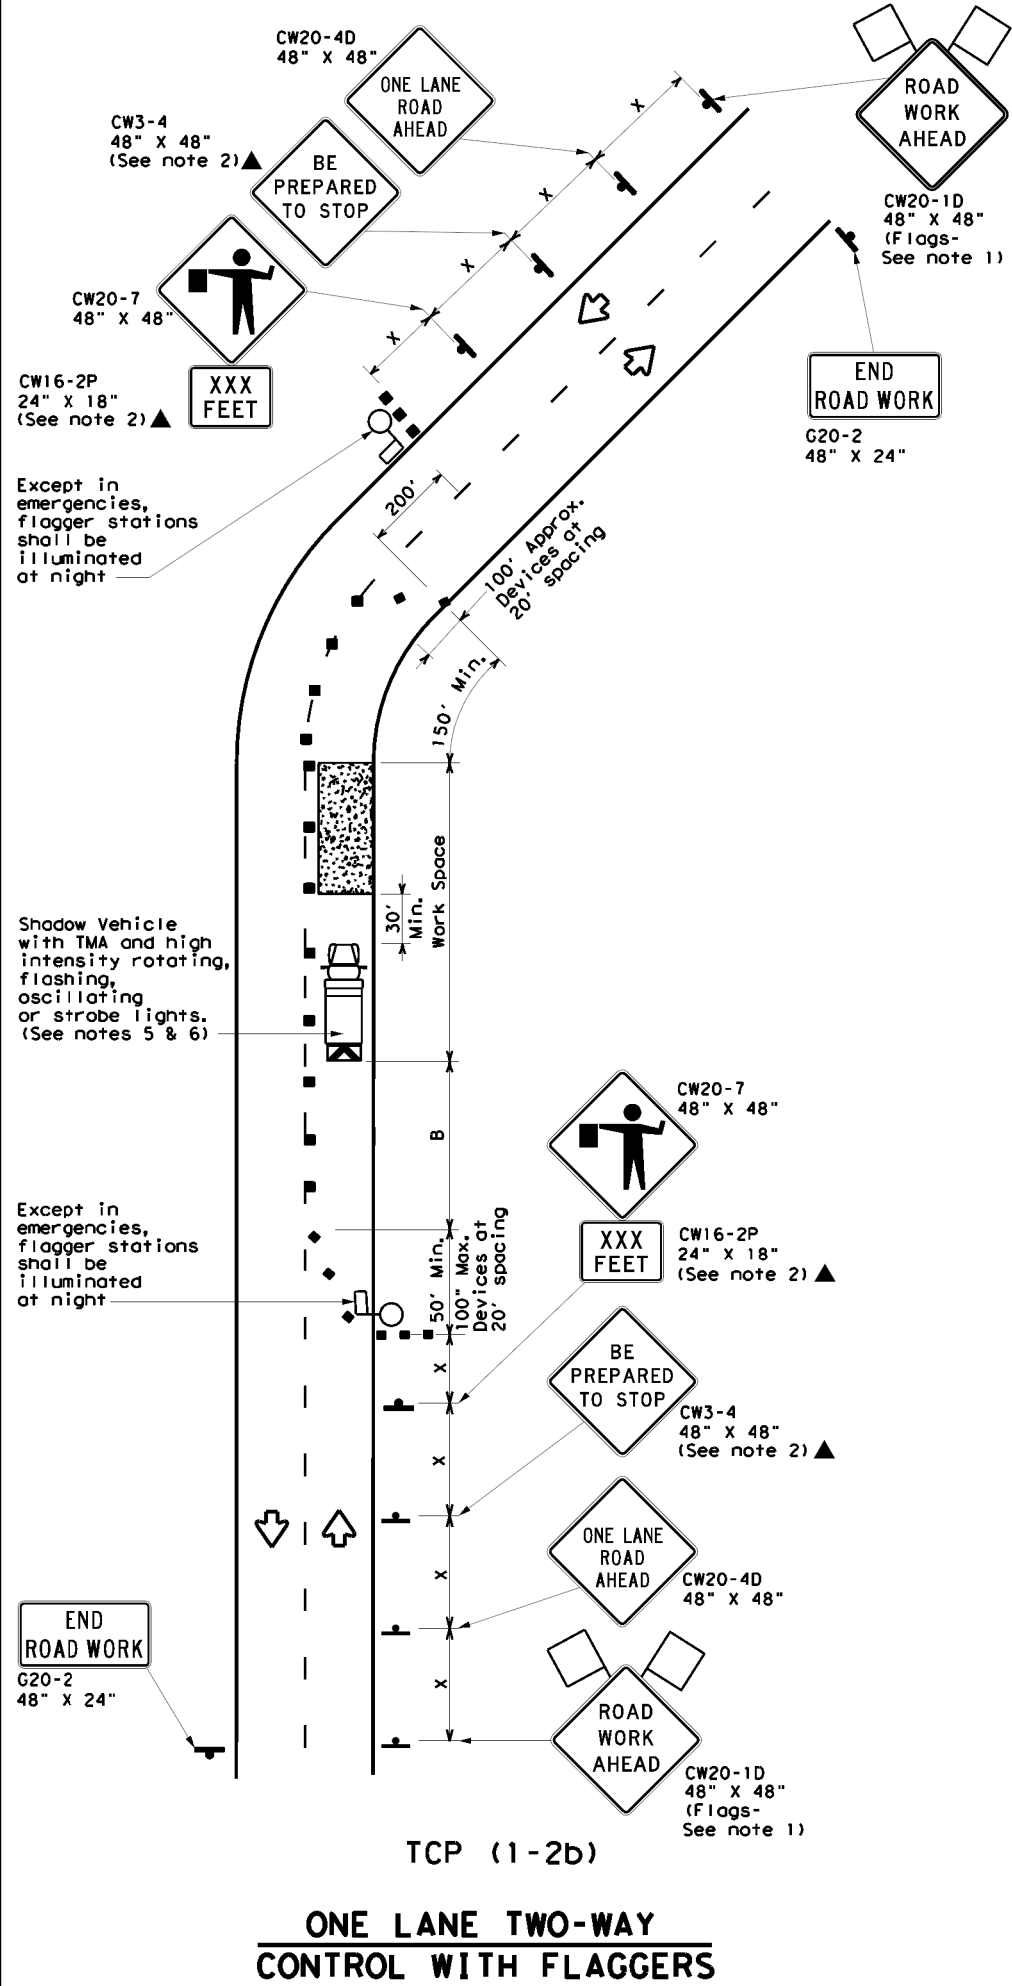 CW20-4D
48" X 48"
ONE LANE
ROAD
AHEAD
ROAD
WORK
AHEAD
CW20-1D
48" X 48"
(Flags-
See note 1)
CW3-4
48" X 48"
(See note 2)▲
BE
PREPARED
TO STOP
X
X
X
X
CW20-7
48" X 48"
CW16-2P
24" X 18"
(See note 2)▲
XXX
FEET
END
ROAD WORK
G20-2
48" X 24"
Except in
emergencies,
flagger stations
shall be
illuminated
at night
200'
100' Approx.
Devices at
20' spacing
150' Min.
Work Space
30'
Min.
Shadow Vehicle
with TMA and high
intensity rotating,
flashing,
oscillating
or strobe lights.
(See notes 5 & 6)
B
CW20-7
48" X 48"
XXX
FEET
CW16-2P
24" X 18"
(See note 2)▲
Except in
emergencies,
flagger stations
shall be
illuminated
at night
50' Min.
100" Max.
Devices at
20' spacing
X
X
X
X
BE
PREPARED
TO STOP
CW3-4
48" X 48"
(See note 2)▲
ONE LANE
ROAD
AHEAD
CW20-4D
48" X 48"
END
ROAD WORK
G20-2
48" X 24"
ROAD
WORK
AHEAD
CW20-1D
48" X 48"
(Flags-
See note 1)
TCP (1-2b)
ONE LANE TWO-WAY
CONTROL WITH FLAGGERS